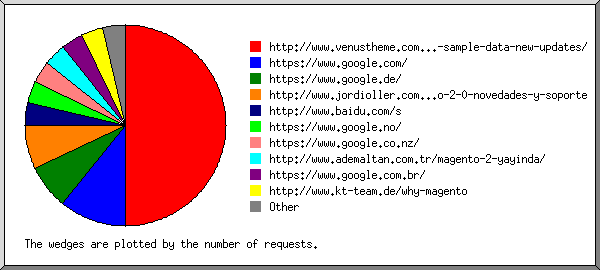 http://www.venustheme.com...-sample-data-new-updates/
https://www.google.com/
https://www.google.de/
http://www.jordioller.com...o-2-0-novedades-y-soporte
http://www.baidu.com/s
https://www.google.no/
https://www.google.co.nz/
http://www.ademaltan.com.tr/magento-2-yayinda/
https://www.google.com.br/
http://www.kt-team.de/why-magento
Other
The wedges are plotted by the number of requests.